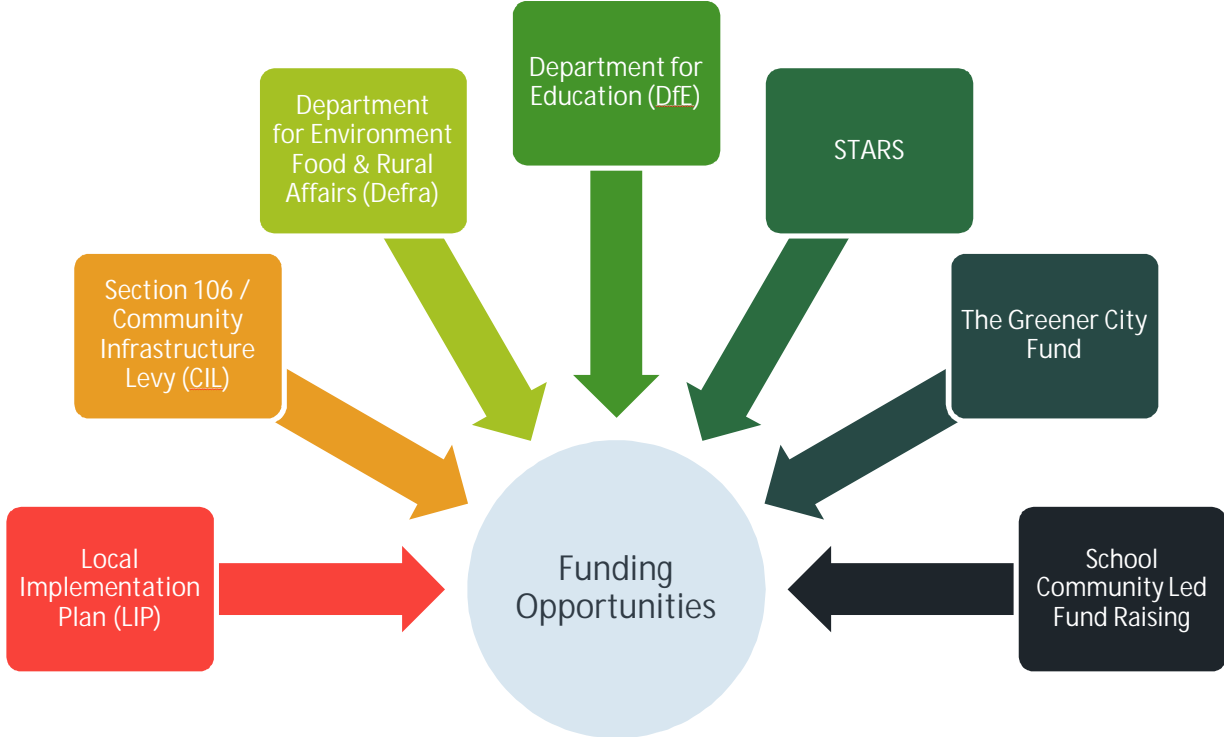 Local
Implementation
Plan (LIP)
Section 106 /
Community
Infrastructure
Levy (CIL)
Department
for Environment
Food & Rural
Affairs (Defra)
Department for
Education (DfE)
STARS
The Greener City
Fund
School
Community Led
Fund Raising
Funding
Opportunities